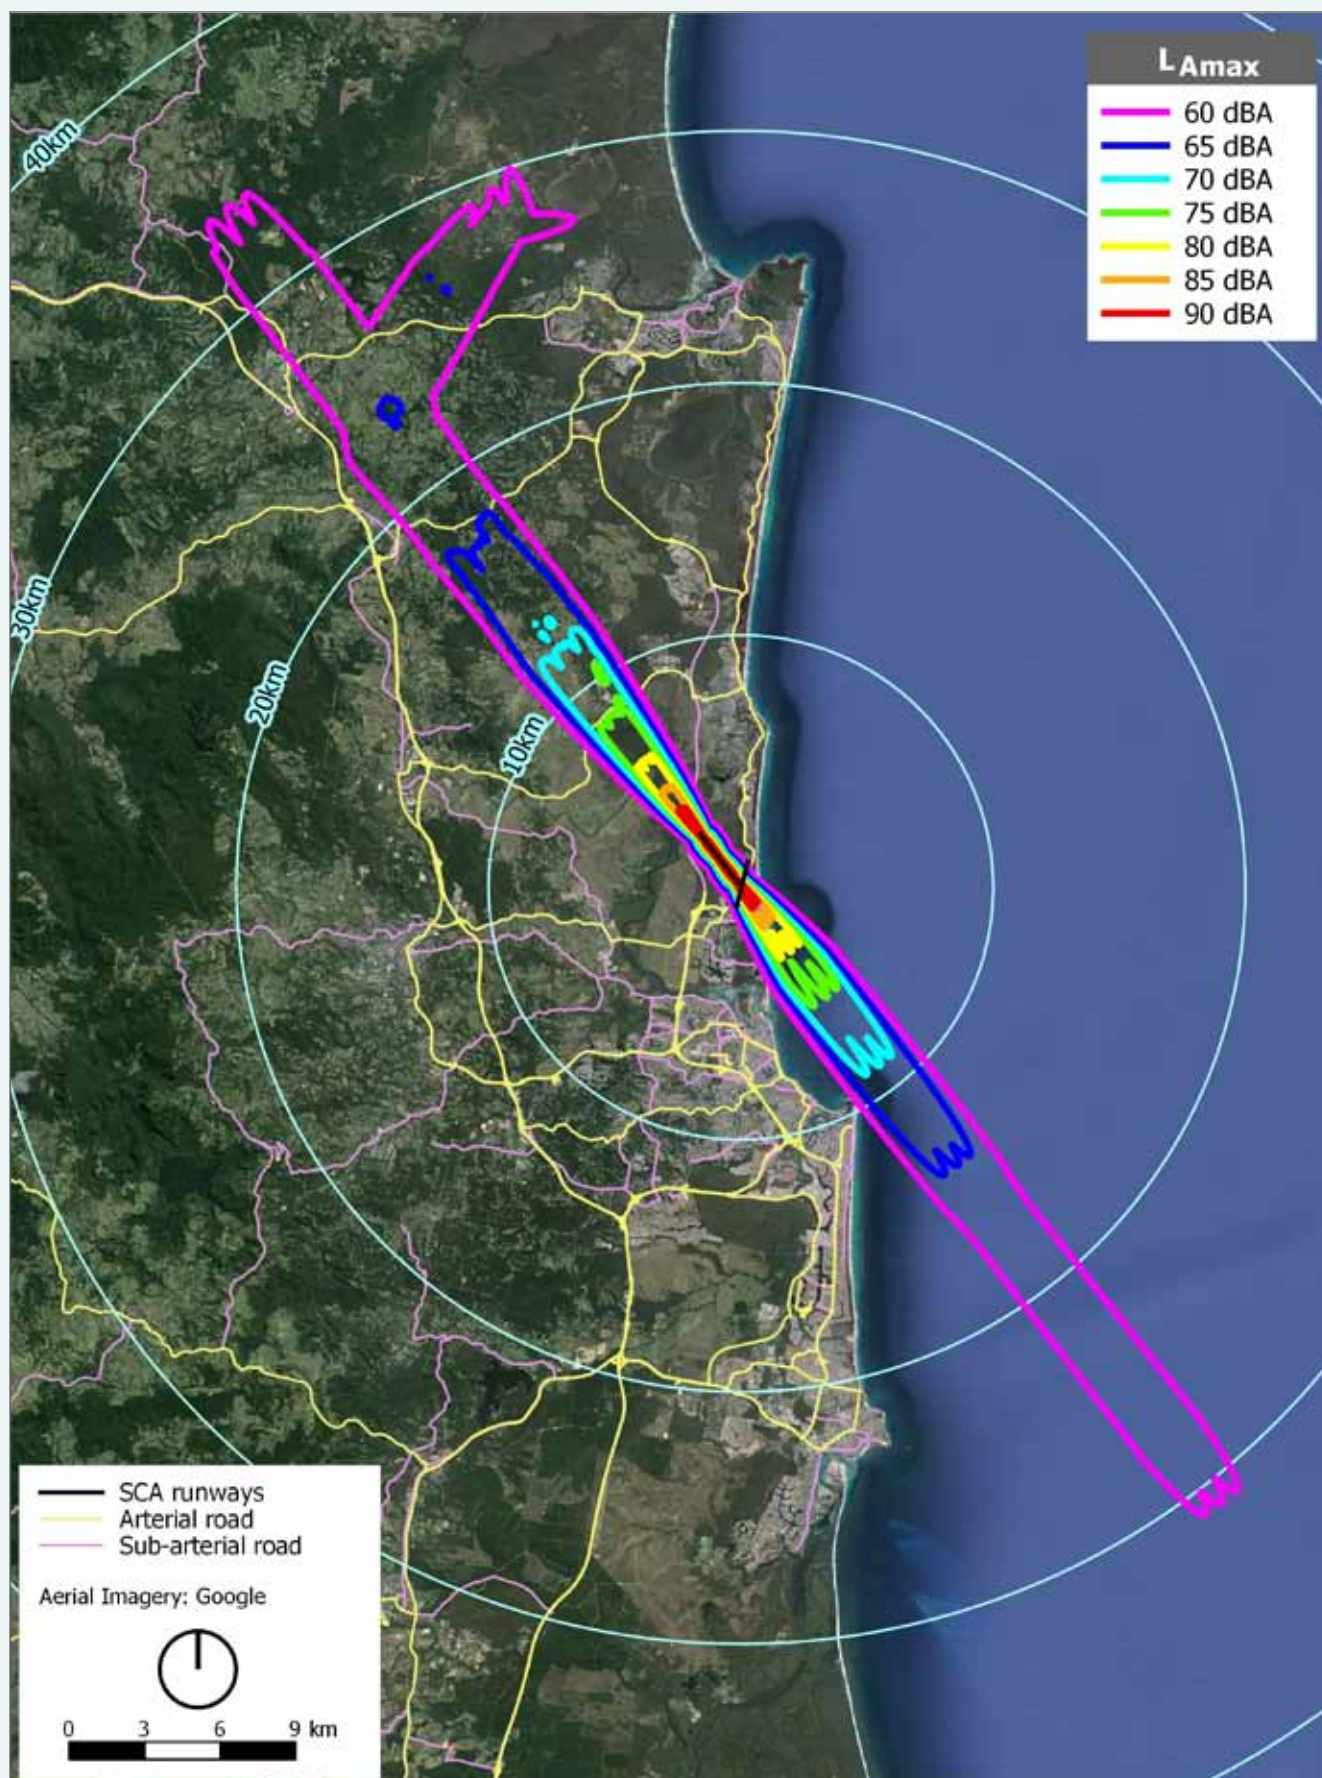 L Amax
60 dBA
65 dBA
70 dBA
75 dBA
80 dBA
85 dBA
90 dBA
40km
30km
20km
10km
SCA runways
Arterial road
Sub-arterial road
Aerial Imagery: Google
0 3 6 9 km